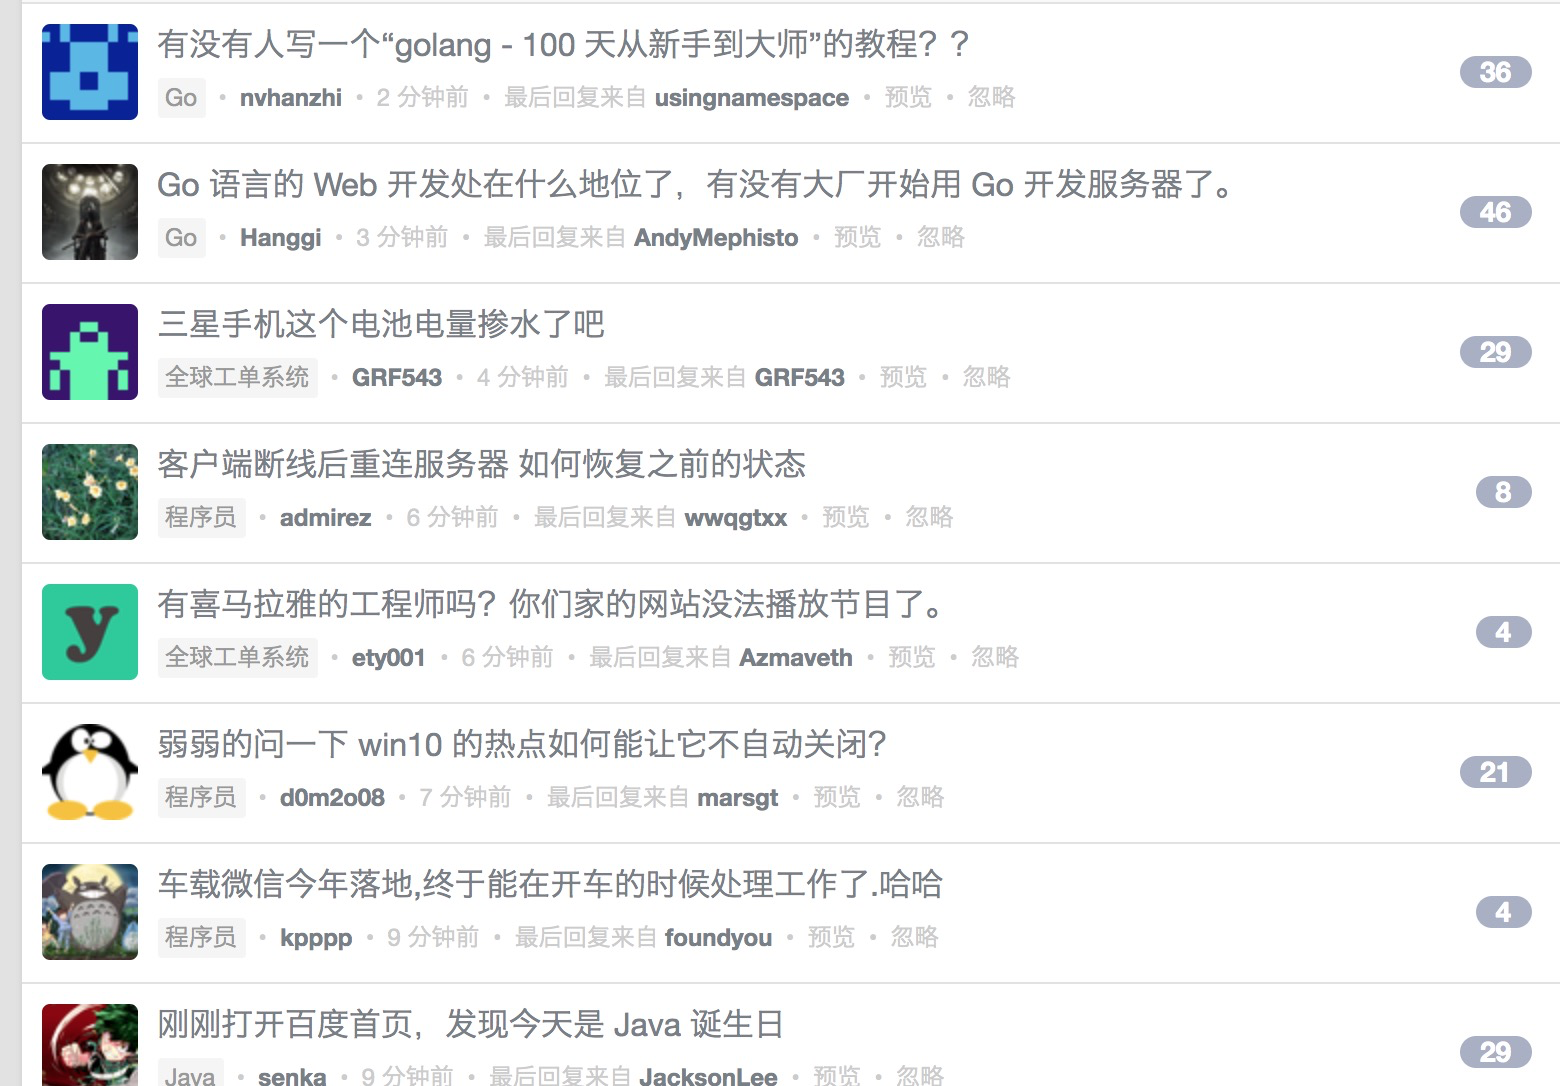 有没有人写一个“golang - 100 天从新手到大师”的教程？？
36
Go • nvhanzhi • 2 分钟前 • 最后回复来自 usingnamespace • 预览 • 忽略
Go 语言的 Web 开发处在什么地位了，有没有大厂开始用 Go 开发服务器了。
46
Go • Hanggi • 3 分钟前 • 最后回复来自 AndyMephisto • 预览 • 忽略
三星手机这个电池电量掺水了吧
29
全球工单系统 • GRF543 • 4 分钟前 • 最后回复来自 GRF543 • 预览 • 忽略
客户端断线后重连服务器 如何恢复之前的状态
8
程序员 • admirez • 6 分钟前 • 最后回复来自 wwqgtxx • 预览 • 忽略
y
有喜马拉雅的工程师吗？你们家的网站没法播放节目了。
4
全球工单系统 • ety001 • 6 分钟前 • 最后回复来自 Azmaveth • 预览 • 忽略
弱弱的问一下 win10 的热点如何能让它不自动关闭？
21
程序员 • d0m2o08 • 7 分钟前 • 最后回复来自 marsgt • 预览 • 忽略
车载微信今年落地,终于能在开车的时候处理工作了.哈哈
4
程序员 • kpppp • 9 分钟前 • 最后回复来自 foundyou • 预览 • 忽略
刚刚打开百度首页，发现今天是 Java 诞生日
29
Java • senka • 9 分钟前 • 最后回复来自 JacksonLee • 预览 • 忽略